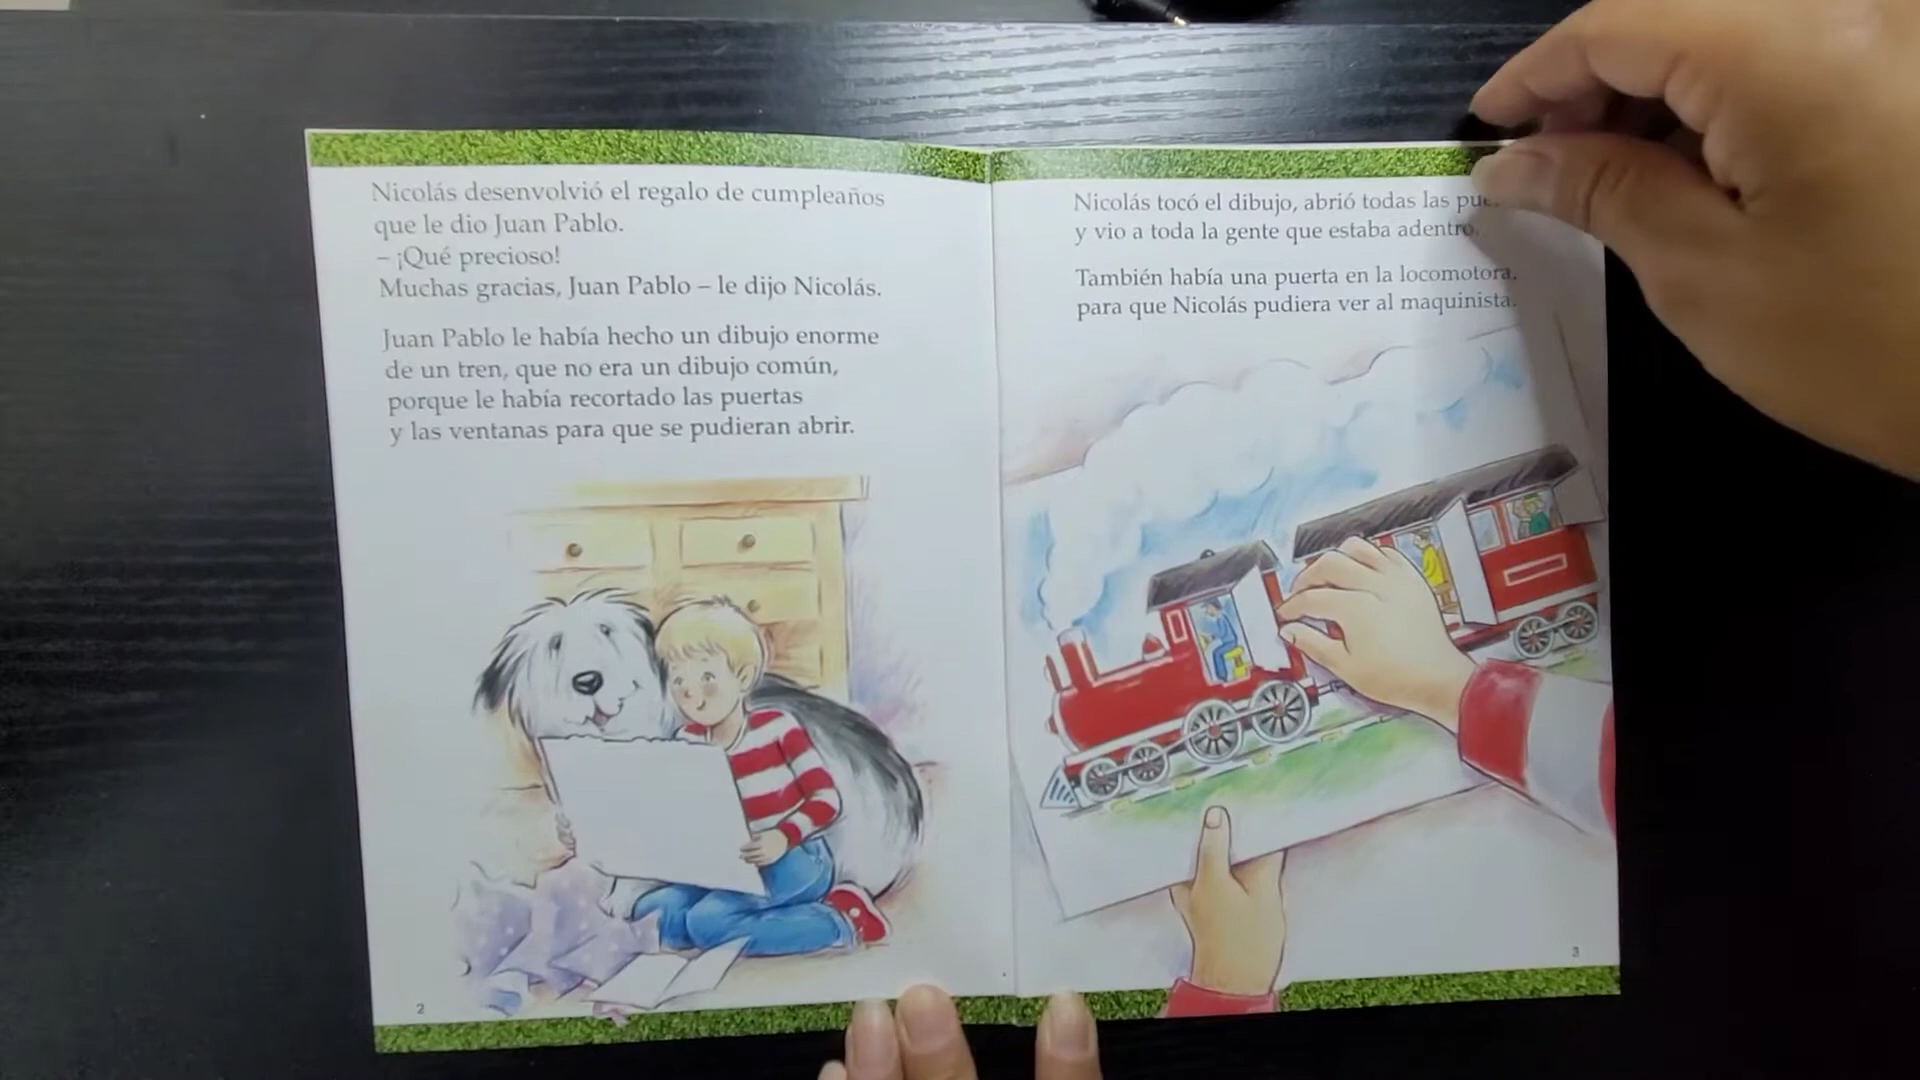 Nicolás desenvolvió el regalo de cumpleaños
que le dio Juan Pablo.
– ¡Qué precioso!
Muchas gracias, Juan Pablo – le dijo Nicolás.
Juan Pablo le había hecho un dibujo enorme
de un tren, que no era un dibujo común,
porque le había recortado las puertas
y las ventanas para que se pudieran abrir.
2
Nicolás tocó el dibujo, abrió todas las
y vio a toda la gente que estaba adentro.
También había una puerta en la locomotora,
para que Nicolás pudiera ver al maquinista.
3